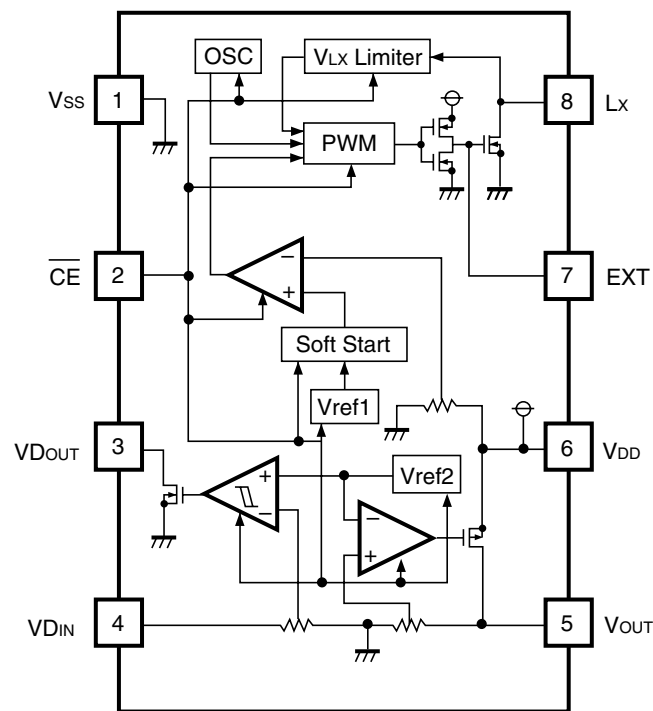 OSC
VLX Limiter
VSS
1
8
LX
PWM
CE
2
−
+
7
EXT
Soft Start
Vref1
VDOUT
3
+
−
Vref2
6
VDD
−
+
VDIN
4
5
VOUT